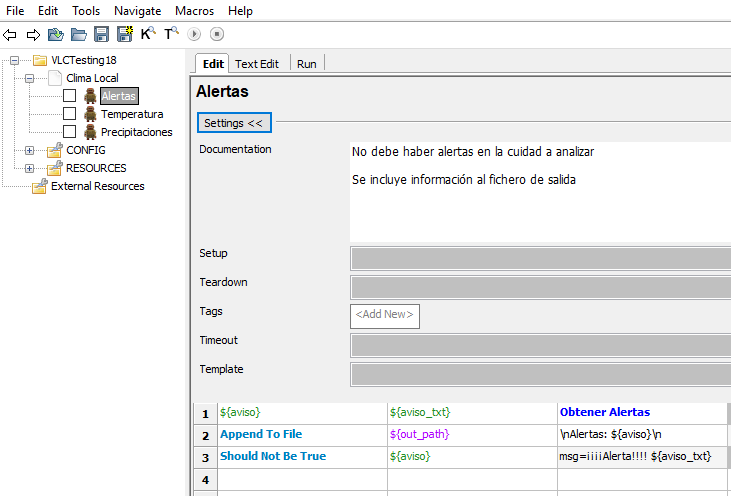 File Edit Tools Navigate Macros Help
K T
VLCTesting18
Clima Local
Alertas
Temperatura
Precipitaciones
CONFIG
RESOURCES
External Resources
Edit Text Edit Run
Alertas
Settings <<
Documentation
No debe haber alertas en la cuidad a analizar
Se incluye información al fichero de salida
Setup
Teardown
Tags <Add New>
Timeout
Template
1 ${aviso} ${aviso_txt} Obtener Alertas
2 Append To File ${out_path} \nAlertas: ${aviso}\n
3 Should Not Be True ${aviso} msg=¡¡¡¡Alerta!!!! ${aviso_txt}
4